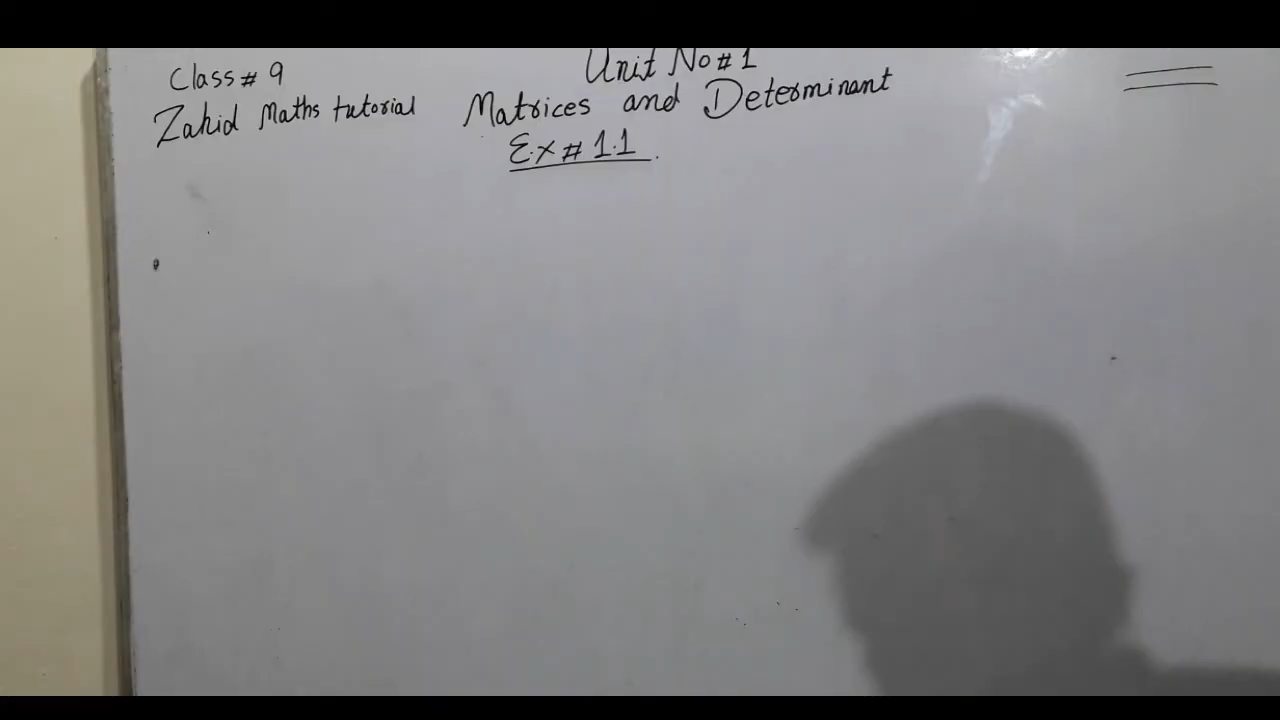 Class# 9
Unit No # 1
Zahid Maths tutorial
Matrices and Determinant
Ex# 1.1